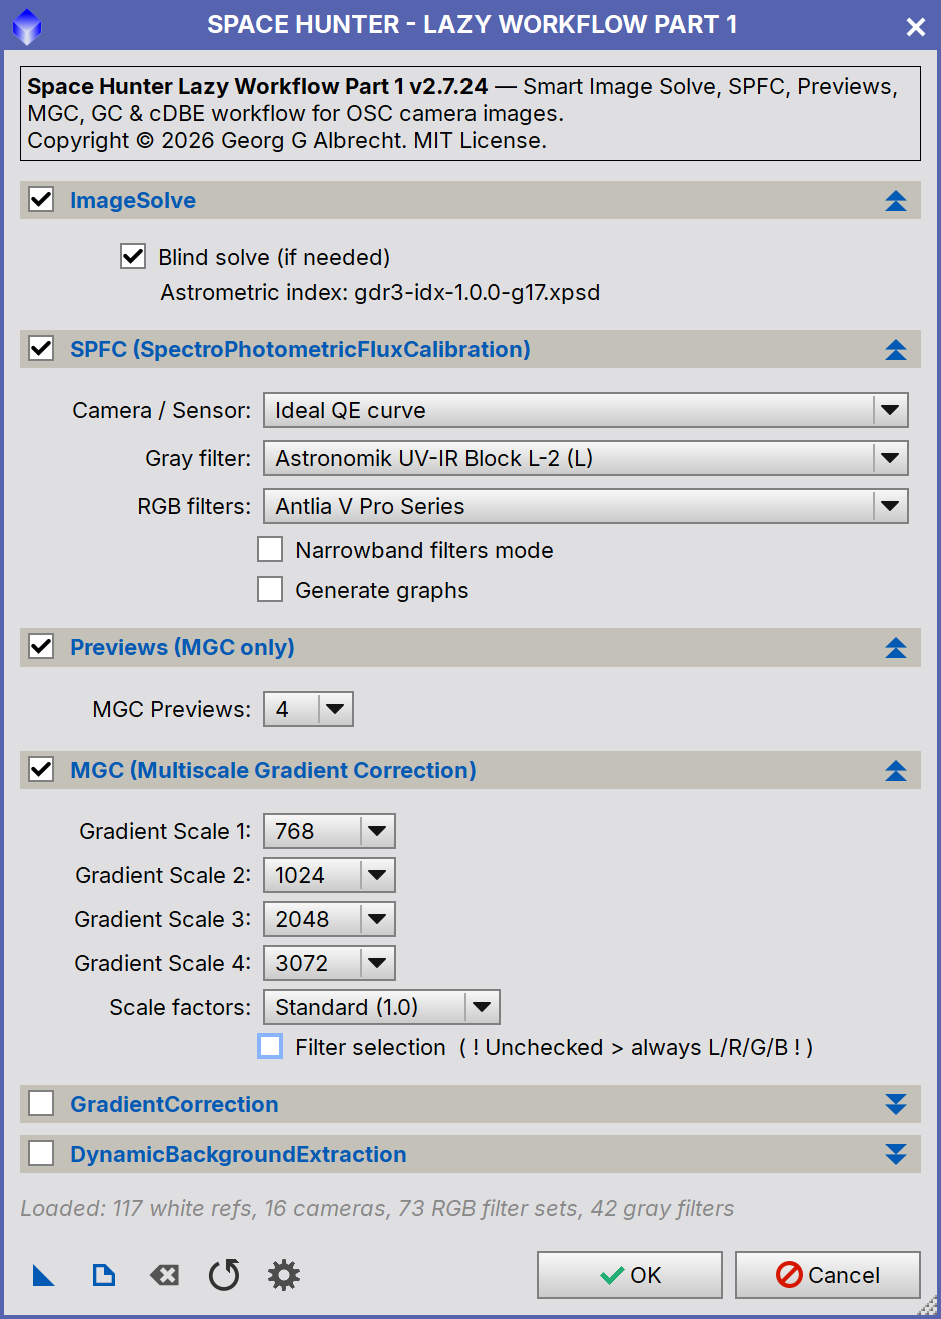 SPACE HUNTER - LAZY WORKFLOW PART 1
Space Hunter Lazy Workflow Part 1 v2.7.24 — Smart Image Solve, SPFC, Previews,
MGC, GC & cDBE workflow for OSC camera images.
Copyright © 2026 Georg G Albrecht. MIT License.
ImageSolve
Blind solve (if needed)
Astrometric index: gdr3-idx-1.0.0-g17.xpsd
SPFC (SpectroPhotometricFluxCalibration)
Camera / Sensor: Ideal QE curve
Gray filter: Astronomik UV-IR Block L-2 (L)
RGB filters: Antlia V Pro Series
Narrowband filters mode
Generate graphs
Previews (MGC only)
MGC Previews: 4
MGC (Multiscale Gradient Correction)
Gradient Scale 1: 768
Gradient Scale 2: 1024
Gradient Scale 3: 2048
Gradient Scale 4: 3072
Scale factors: Standard (1.0)
Filter selection ( ! Unchecked > always L/R/G/B ! )
GradientCorrection
DynamicBackgroundExtraction
Loaded: 117 white refs, 16 cameras, 73 RGB filter sets, 42 gray filters
OK Cancel